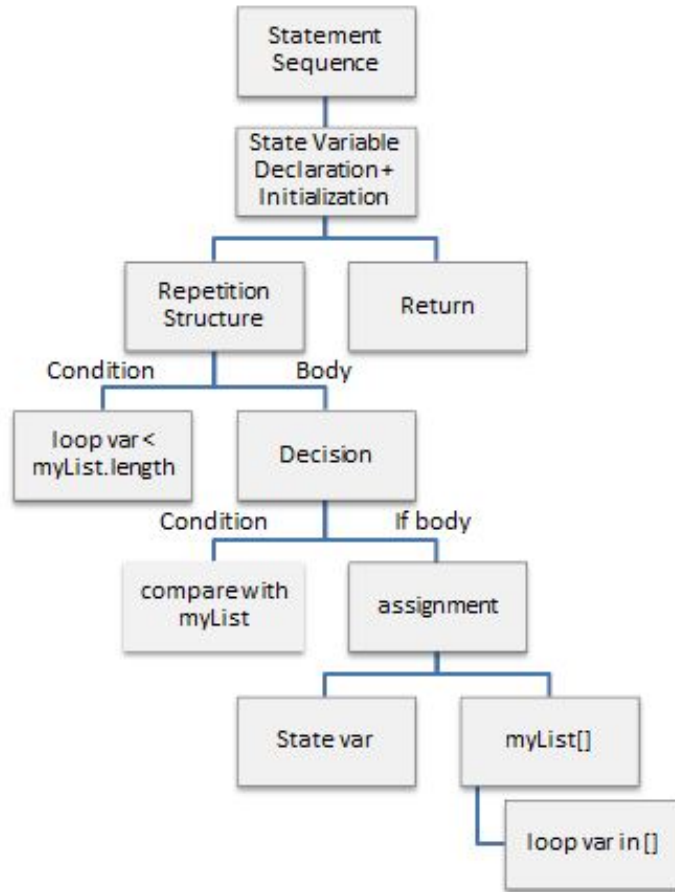 Statement
Sequence
State Variable
Declaration +
Initialization
Repetition
Structure
Return
Condition
Body
loop var <
myList.length
Decision
Condition
If body
compare with
myList
assignment
State var
myList[]
loop var in []